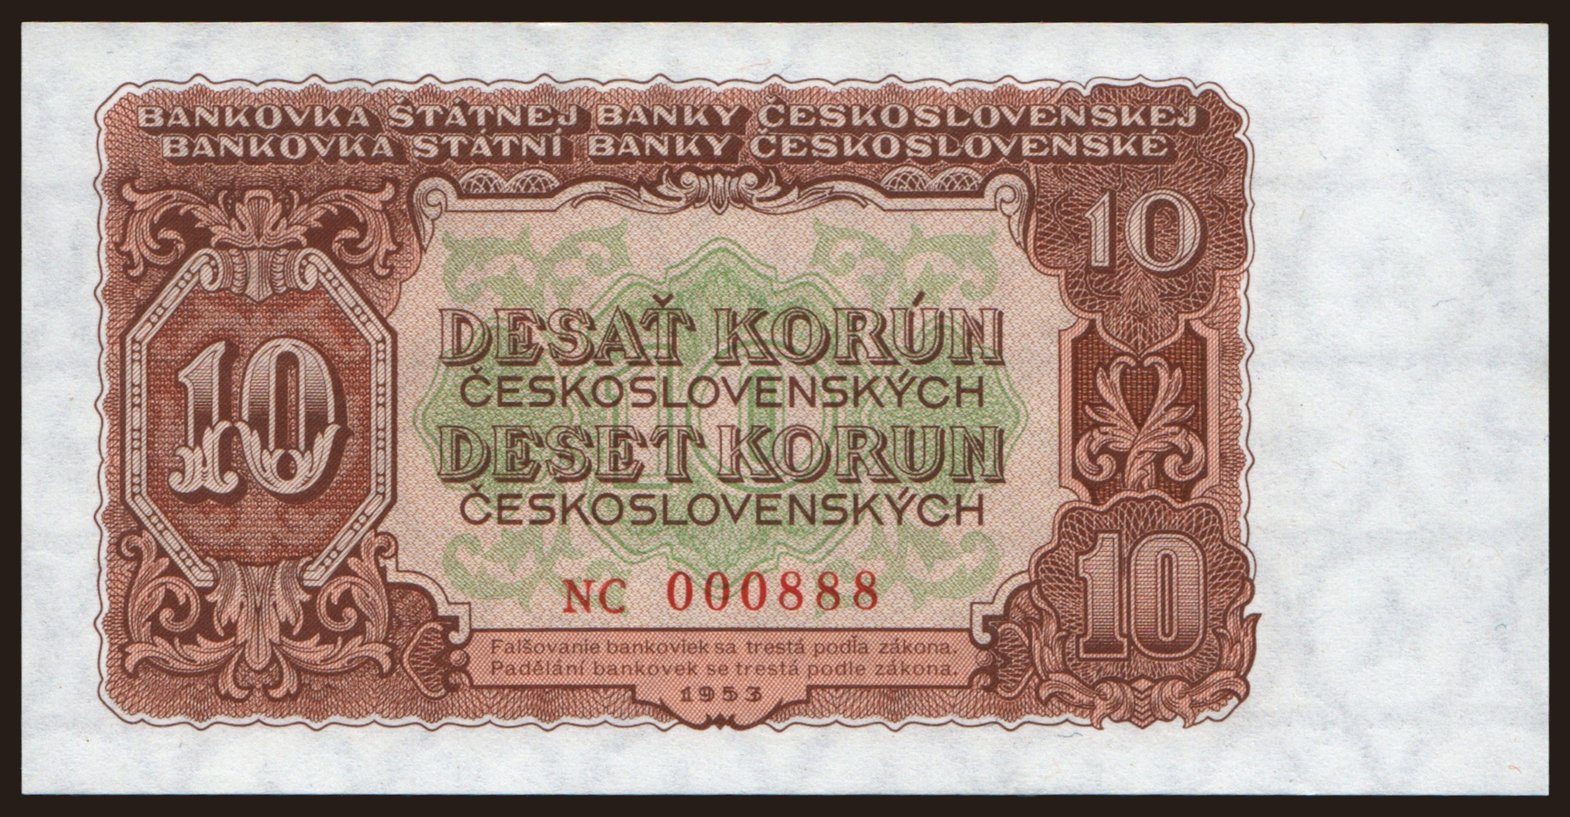 BANKOVKA ŠTÁTNEJ BANKY ČESKOSLOVENSKEJ
BANKOVKA STÁTNÍ BANKY ČESKOSLOVENSKÉ
10
10
DESAŤ KORÚN
ČESKOSLOVENSKÝCH
10
DESET KORUN
ČESKOSLOVENSKÝCH
10
NC 000888
Falšovanie bankoviek sa trestá podľa zákona.
Padělání bankovek se trestá podle zákona.
1953